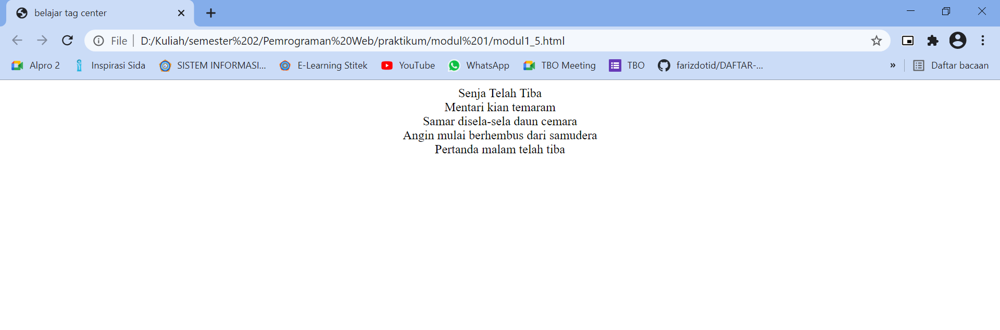 belajar tag center
File D:/Kuliah/semester%202/Pemrograman%20Web/praktikum/modul%201/modul1_5.html
Alpro 2 Inspirasi Sida SISTEM INFORMASI... E-Learning Stitek YouTube WhatsApp TBO Meeting TBO farizdotid/DAFTAR-... » Daftar bacaan
Senja Telah Tiba
Mentari kian temaram
Samar disela-sela daun cemara
Angin mulai berhembus dari samudera
Pertanda malam telah tiba